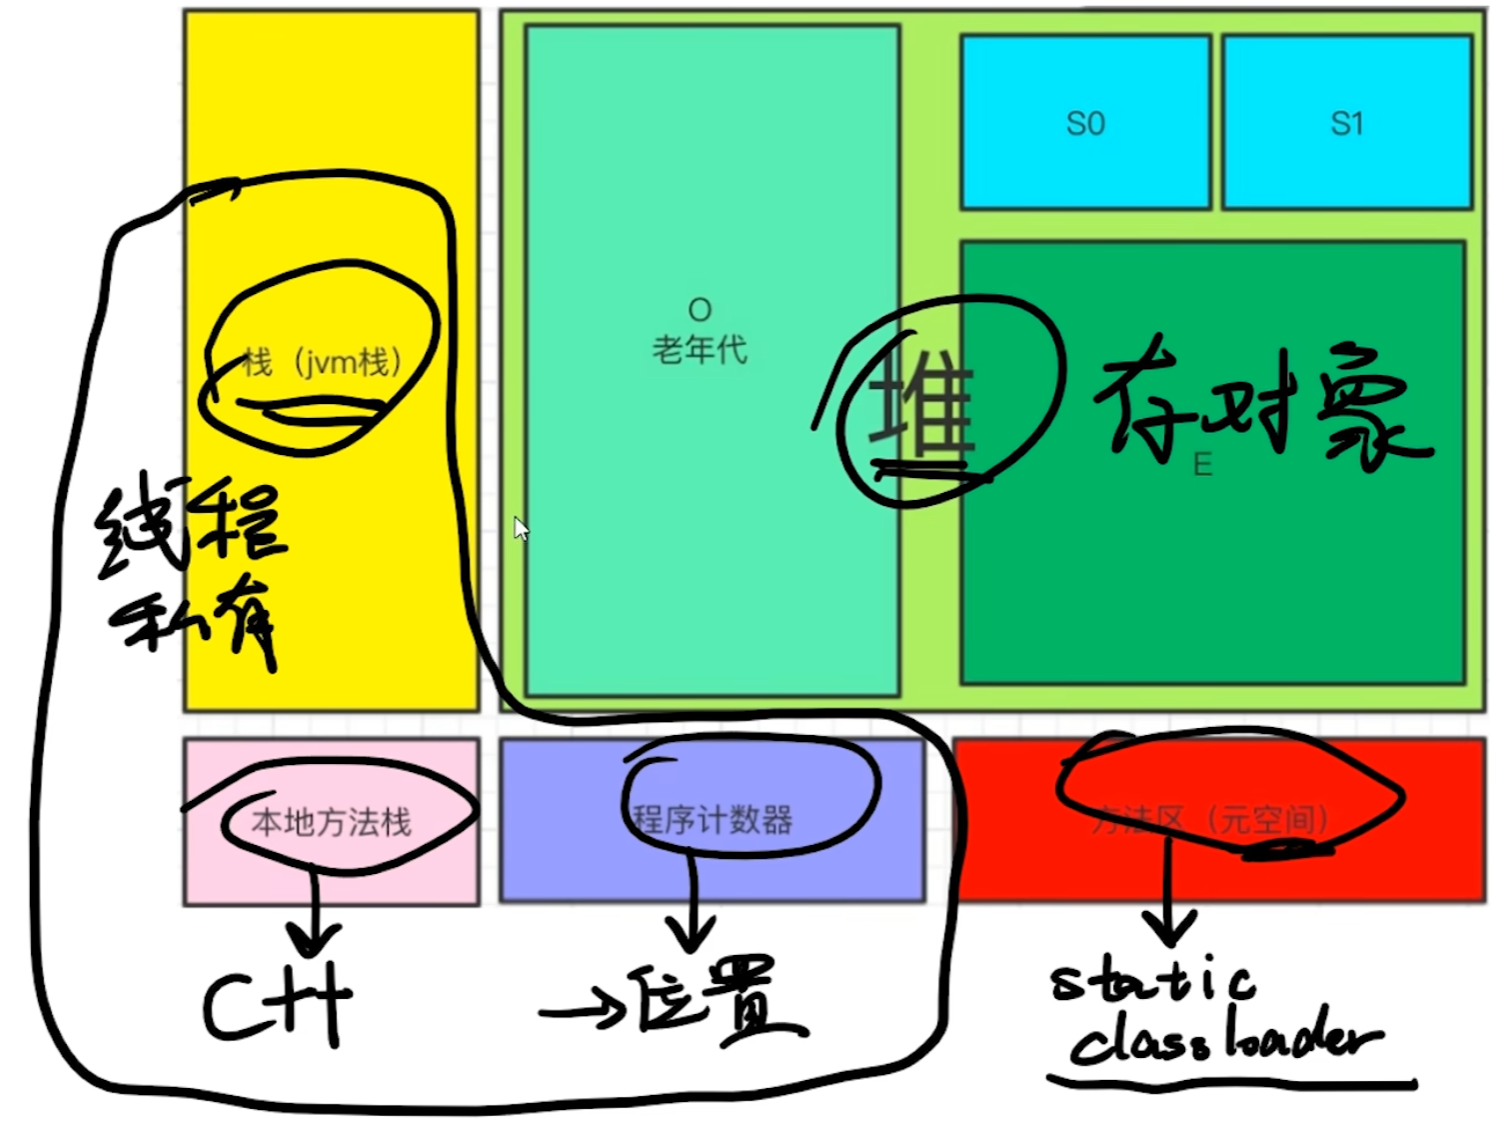 S0
S1
O
老年代
栈（jvm栈）
堆
存对象
E
线程
私有
本地方法栈
程序计数器
方法区（元空间）
C++
→位置
static
classloader